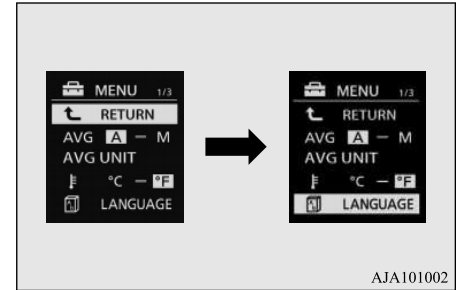 MENU 1/3
RETURN
AVG A – M
AVG UNIT
°C – °F
LANGUAGE
MENU 1/3
RETURN
AVG A – M
AVG UNIT
°C – °F
LANGUAGE
AJA101002